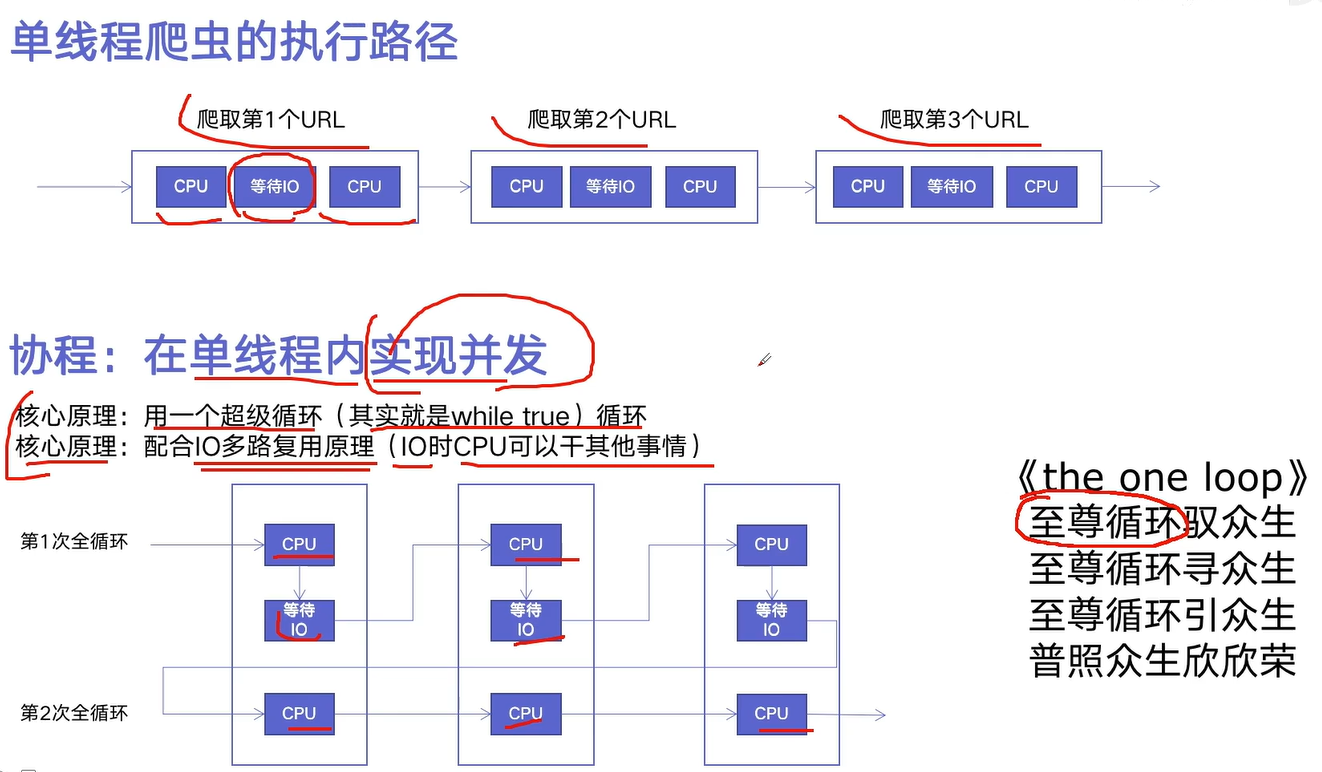 单线程爬虫的执行路径
爬取第1个URL
爬取第2个URL
爬取第3个URL
CPU
等待IO
CPU
CPU
等待IO
CPU
CPU
等待IO
CPU
协程：在单线程内实现并发
核心原理：用一个超级循环（其实就是while true）循环
核心原理：配合IO多路复用原理（IO时CPU可以干其他事情）
第1次全循环
CPU
CPU
CPU
等待
IO
等待
IO
等待
IO
第2次全循环
CPU
CPU
CPU
《the one loop》
至尊循环驭众生
至尊循环寻众生
至尊循环引众生
普照众生欣欣荣